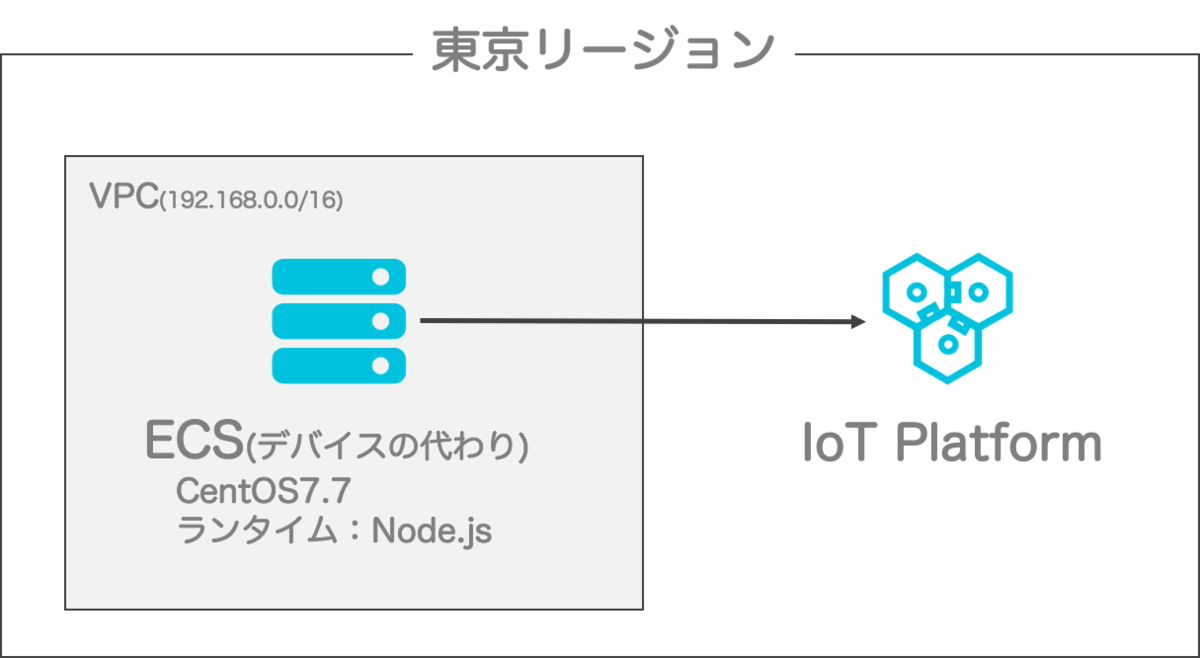 東京リージョン
VPC(192.168.0.0/16)
ECS(デバイスの代わり)
CentOS7.7
ランタイム：Node.js
IoT Platform